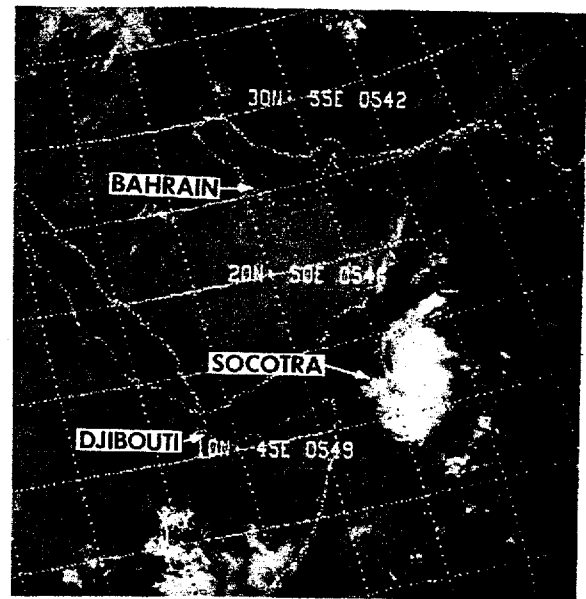 30N 55E 0542
BAHRAIN
20N 50E 0546
SOCOTRA
DJIBOUTI
10N 45E 0549